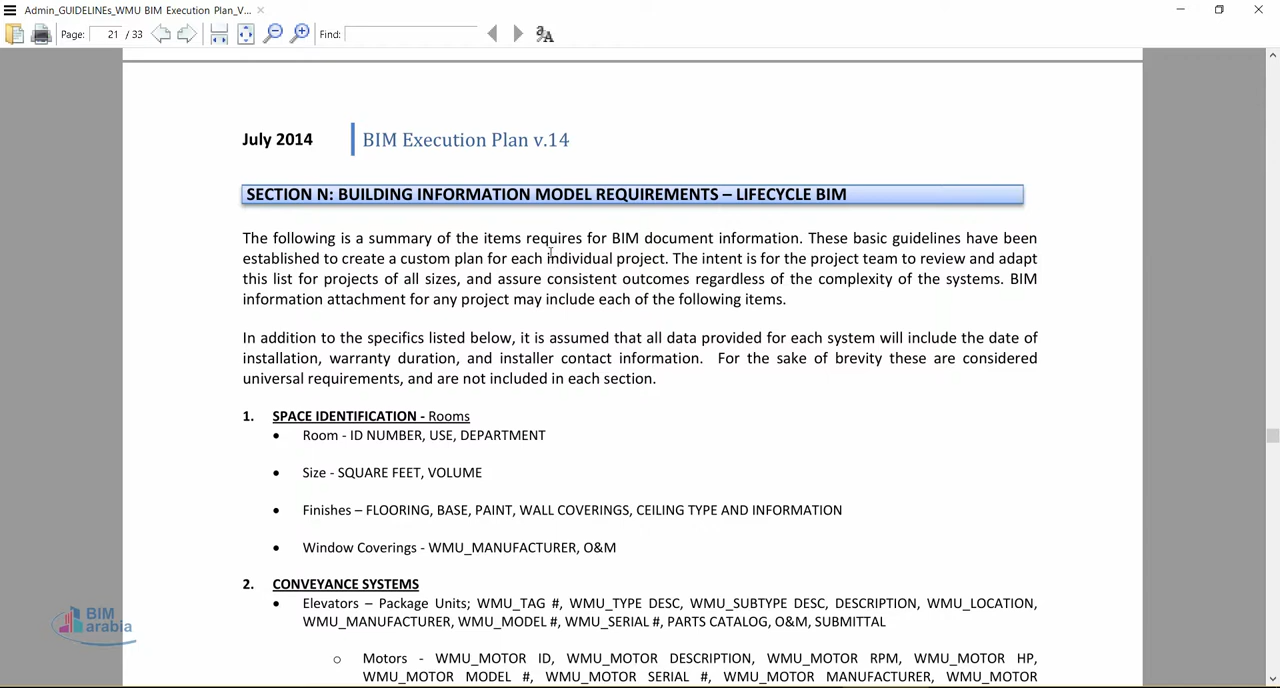 Admin_GUIDELINEs_WMU BIM Execution Plan_V...
Page: 21 / 33 Find:
July 2014 BIM Execution Plan v.14
SECTION N: BUILDING INFORMATION MODEL REQUIREMENTS – LIFECYCLE BIM
The following is a summary of the items requires for BIM document information. These basic guidelines have been
established to create a custom plan for each individual project. The intent is for the project team to review and adapt
this list for projects of all sizes, and assure consistent outcomes regardless of the complexity of the systems. BIM
information attachment for any project may include each of the following items.
In addition to the specifics listed below, it is assumed that all data provided for each system will include the date of
installation, warranty duration, and installer contact information. For the sake of brevity these are considered
universal requirements, and are not included in each section.
1. SPACE IDENTIFICATION - Rooms
• Room - ID NUMBER, USE, DEPARTMENT
• Size - SQUARE FEET, VOLUME
• Finishes – FLOORING, BASE, PAINT, WALL COVERINGS, CEILING TYPE AND INFORMATION
• Window Coverings - WMU_MANUFACTURER, O&M
2. CONVEYANCE SYSTEMS
• Elevators – Package Units; WMU_TAG #, WMU_TYPE DESC, WMU_SUBTYPE DESC, DESCRIPTION, WMU_LOCATION,
WMU_MANUFACTURER, WMU_MODEL #, WMU_SERIAL #, PARTS CATALOG, O&M, SUBMITTAL
o Motors - WMU_MOTOR ID, WMU_MOTOR DESCRIPTION, WMU_MOTOR RPM, WMU_MOTOR HP,
WMU_MOTOR MODEL #, WMU_MOTOR SERIAL #, WMU_MOTOR MANUFACTURER, WMU_MOTOR
BIM
arabia